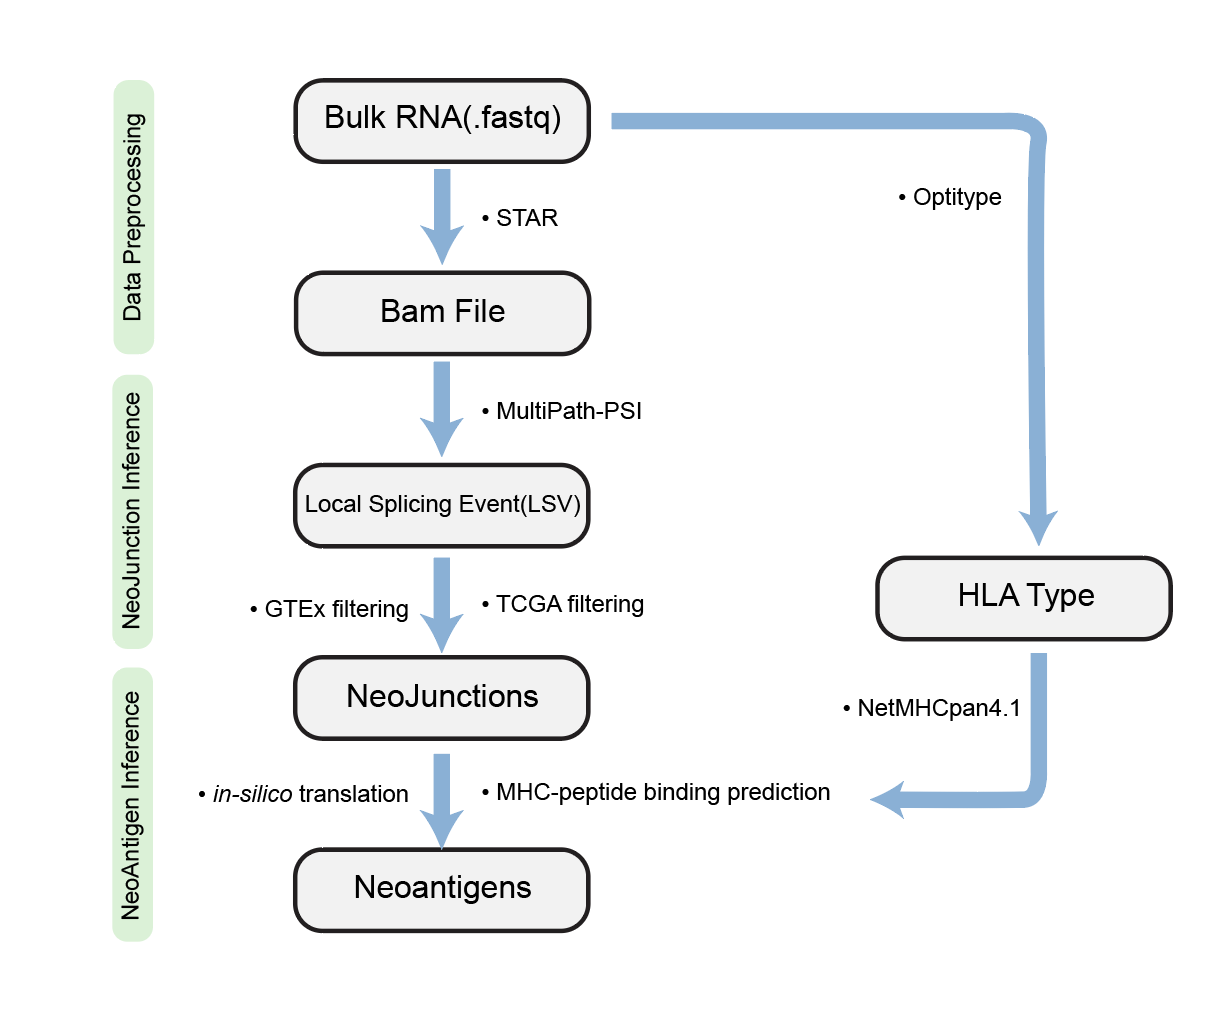 Data Preprocessing
Bulk RNA(.fastq)
• STAR
• Optitype
Bam File
NeoJunction Inference
• MultiPath-PSI
Local Splicing Event(LSV)
• GTEx filtering
• TCGA filtering
HLA Type
NeoAntigen Inference
NeoJunctions
• NetMHCpan4.1
• in-silico translation
• MHC-peptide binding prediction
Neoantigens